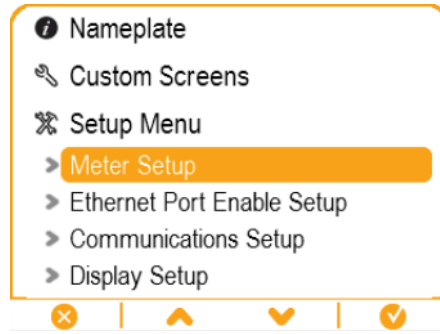 Nameplate
Custom Screens
Setup Menu
Meter Setup
Ethernet Port Enable Setup
Communications Setup
Display Setup